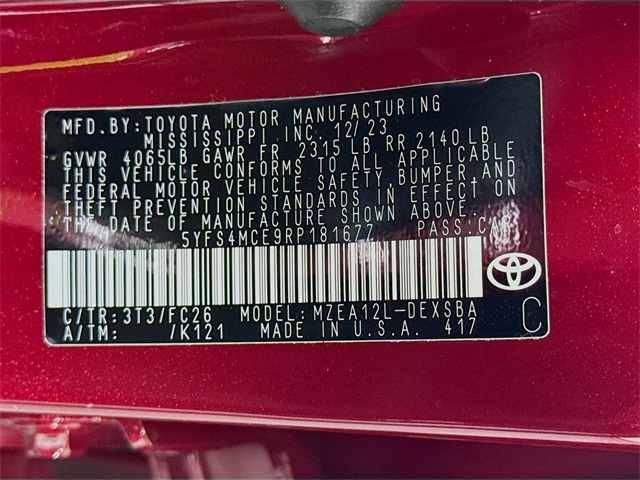 MFD.BY:TOYOTA MOTOR MANUFACTURING
MISSISSIPPI INC. 12/23
GVWR 4065LB GAWR FR 2315 LB RR 2140 LB
THIS VEHICLE CONFORMS TO ALL APPLICABLE
FEDERAL MOTOR VEHICLE SAFETY, BUMPER, AND
THEFT PREVENTION STANDARDS IN EFFECT ON
THE DATE OF MANUFACTURE SHOWN ABOVE.
5YFS4MCE9RP181677 PASS.CAR
C/TR:3T3/FC26 MODEL:MZEA12L-DEXSBA
A/TM: /K121 MADE IN U.S.A. 417 C